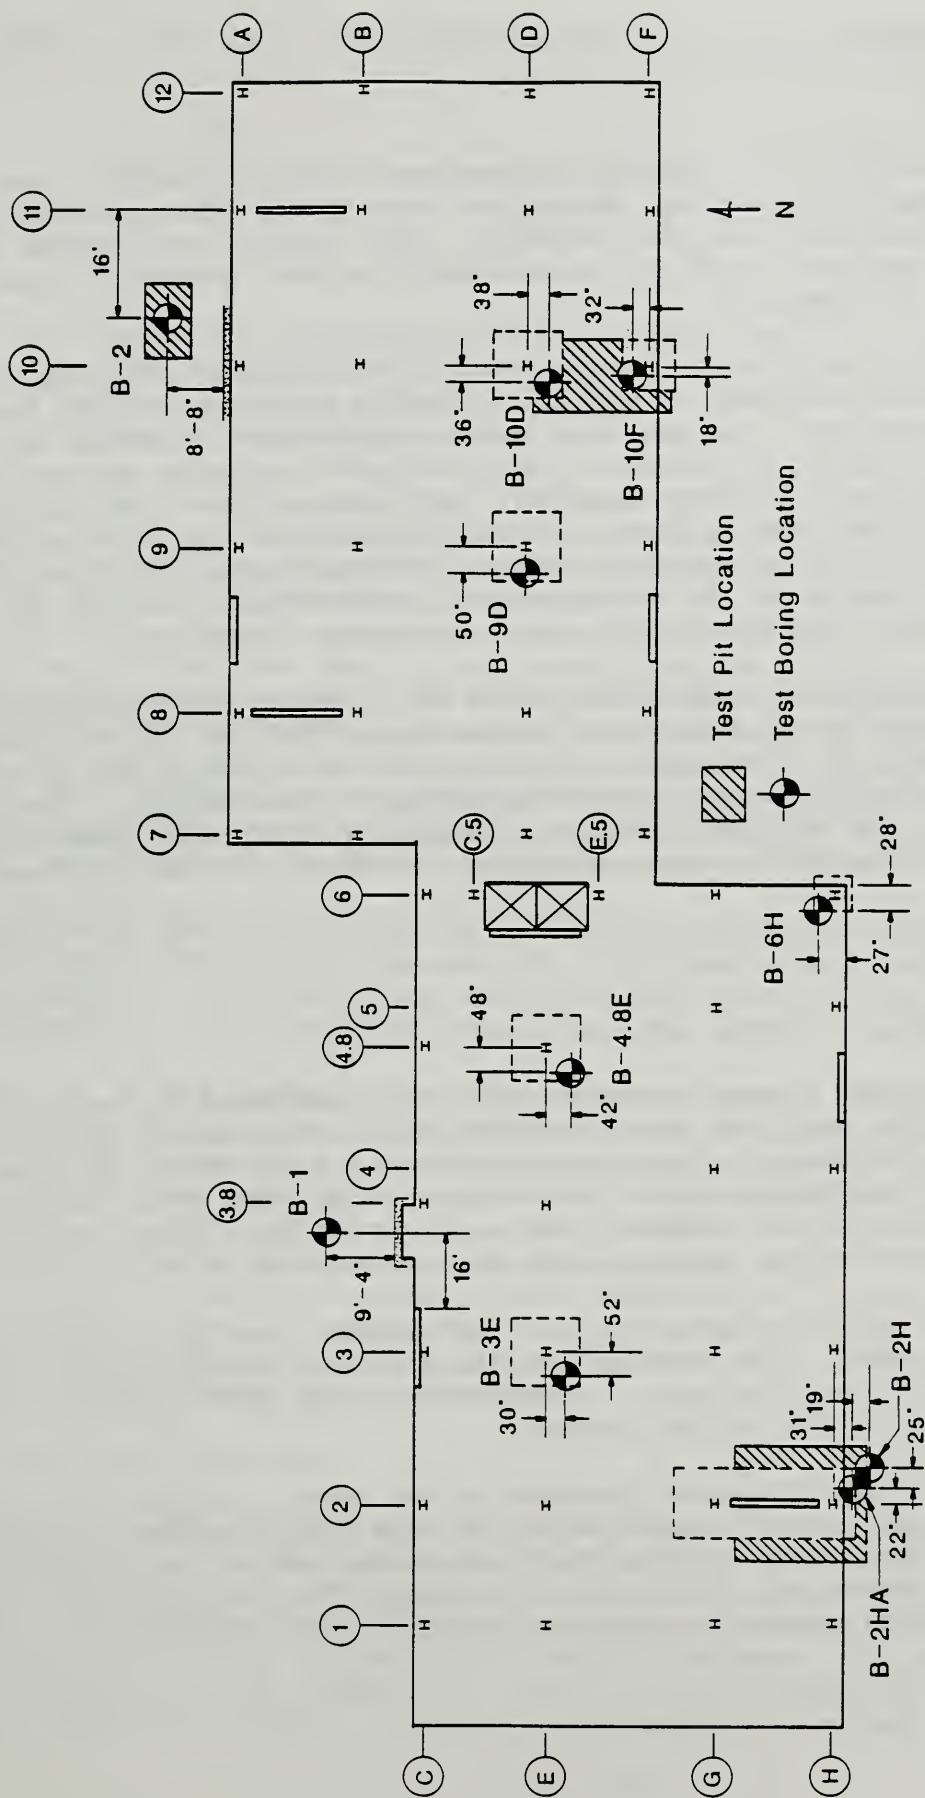 A
B
D
F
12
11
10
9
8
7
6
5
4.8
4
3.8
3
2
1
C
E
G
H
C.5
E.5
16'
B-2
8'-8"
38"
36"
B-10D
32"
B-10F
18"
N
50"
B-9D
Test Pit Location
Test Boring Location
28"
27"
B-6H
48"
B-4.8E
42"
B-1
9'-4"
16'
52"
B-3E
30"
B-2H
19"
31"
25"
22"
B-2HA